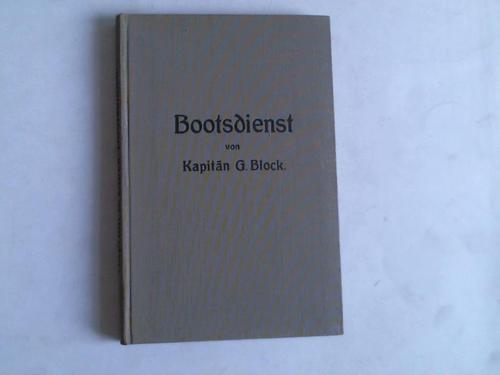 Bootsdienst
von
Kapitän G. Block.